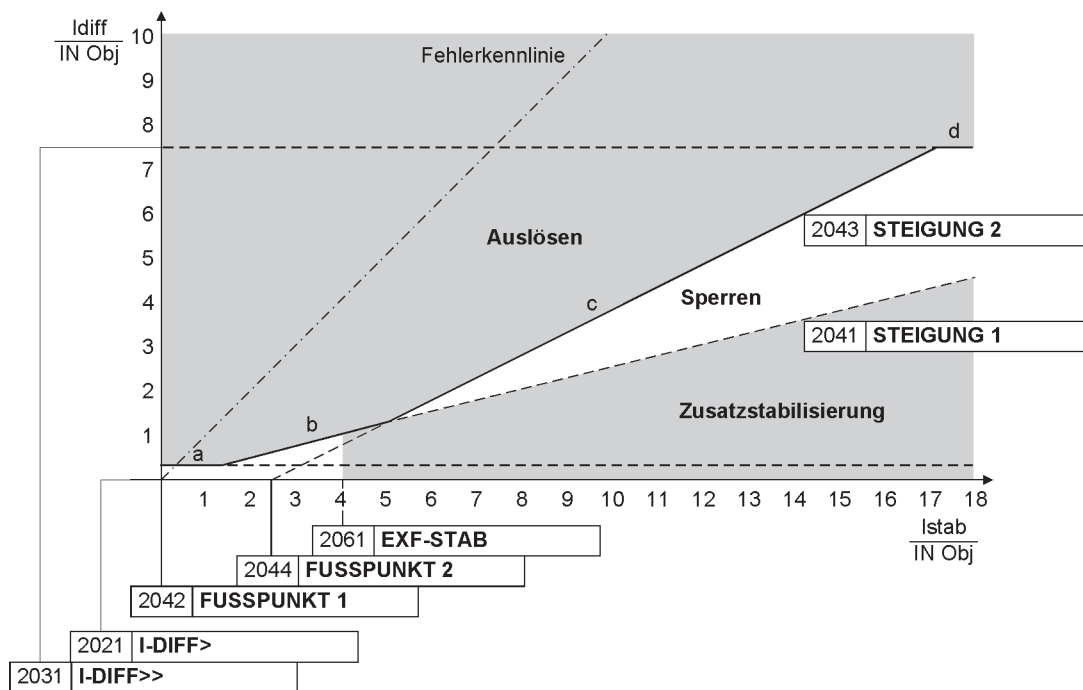 Idiff
IN Obj
10
9
8
7
6
5
4
3
2
1
Fehlerkennlinie
d
Auslösen
2043 STEIGUNG 2
c
Sperren
2041 STEIGUNG 1
Zusatzstabilisierung
b
a
1 2 3 4 5 6 7 8 9 10 11 12 13 14 15 16 17 18
Istab
IN Obj
2061 EXF-STAB
2044 FUSSPUNKT 2
2042 FUSSPUNKT 1
2021 I-DIFF>
2031 I-DIFF>>